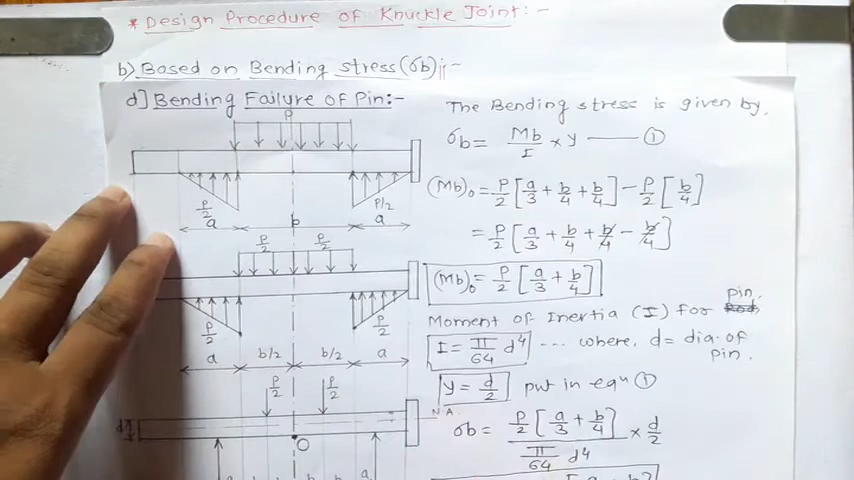 * Design Procedure of Knuckle Joint:-
b) Based on Bending stress (σb):-
d] Bending Failure of Pin:-
P
P/2
P/2
a
b
a
P/2
P/2
P/2
P/2
a
b/2
b/2
a
P/2
P/2
d
O
a
The Bending stress is given by,
σb = Mb/I × y ——— ①
(Mb)₀ = P/2 [a/3 + b/4 + b/4] - P/2 [b/4]
= P/2 [a/3 + b/4 + b/4 - b/4]
(Mb)₀ = P/2 [a/3 + b/4]
Moment of Inertia (I) for pin.
I = π/64 d⁴ ... where, d = dia. of pin.
y = d/2 put in eqn ①
N.A.
σb = P/2 [a/3 + b/4] / π/64 d⁴ × d/2